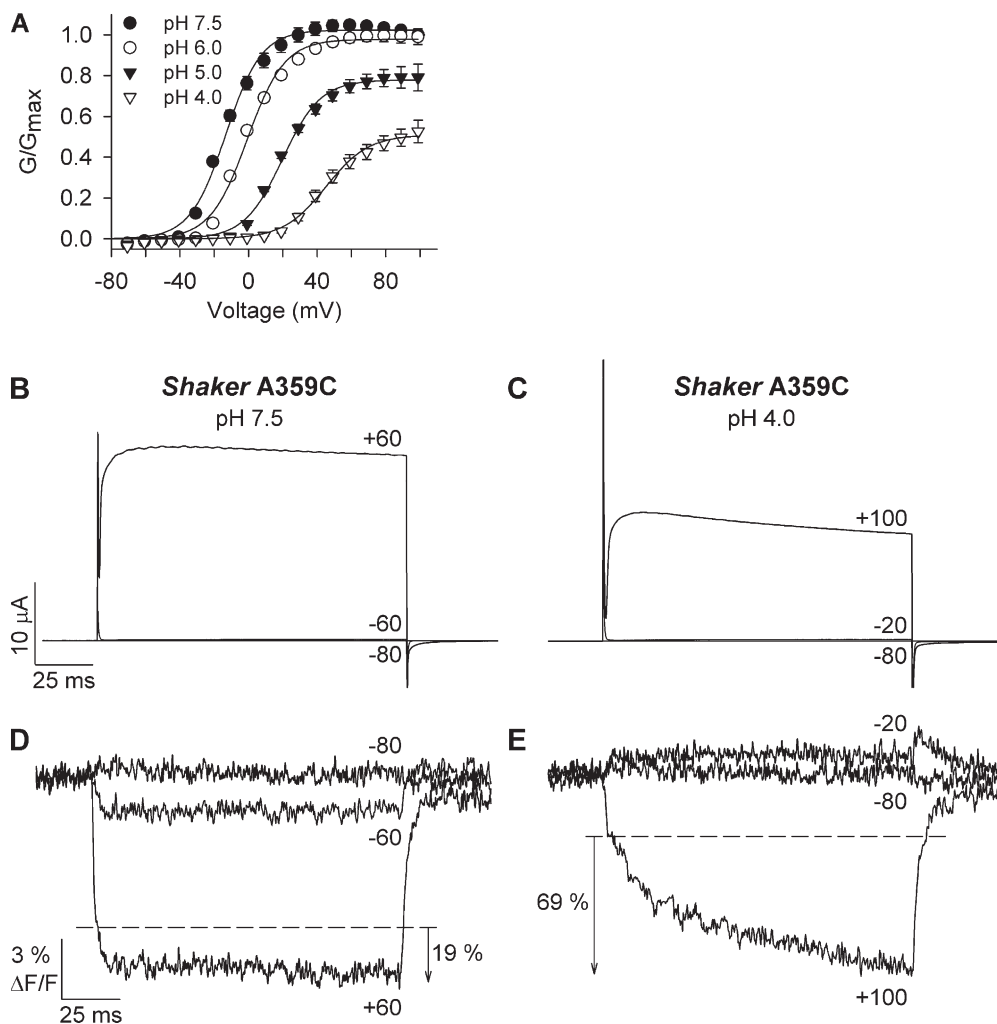 A
pH 7.5
pH 6.0
pH 5.0
pH 4.0
G/Gmax
1.0
0.8
0.6
0.4
0.2
0.0
-80 -40 0 40 80
Voltage (mV)
B
Shaker A359C
pH 7.5
+60
-60
-80
10 µA
25 ms
C
Shaker A359C
pH 4.0
+100
-20
-80
D
-80
-60
19 %
3 %
ΔF/F
+60
25 ms
E
-20
-80
69 %
+100